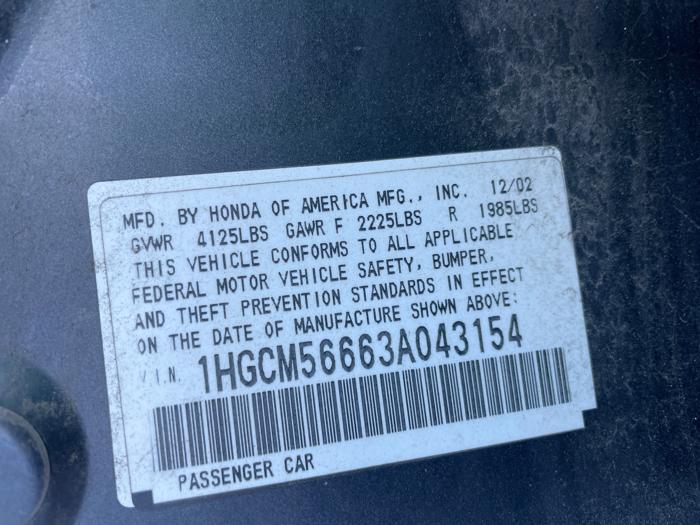 MFD. BY HONDA OF AMERICA MFG., INC. 12/02
GVWR 4125LBS GAWR F 2225LBS R 1985LBS
THIS VEHICLE CONFORMS TO ALL APPLICABLE
FEDERAL MOTOR VEHICLE SAFETY, BUMPER,
AND THEFT PREVENTION STANDARDS IN EFFECT
ON THE DATE OF MANUFACTURE SHOWN ABOVE:
V.I.N. 1HGCM56663A043154
PASSENGER CAR